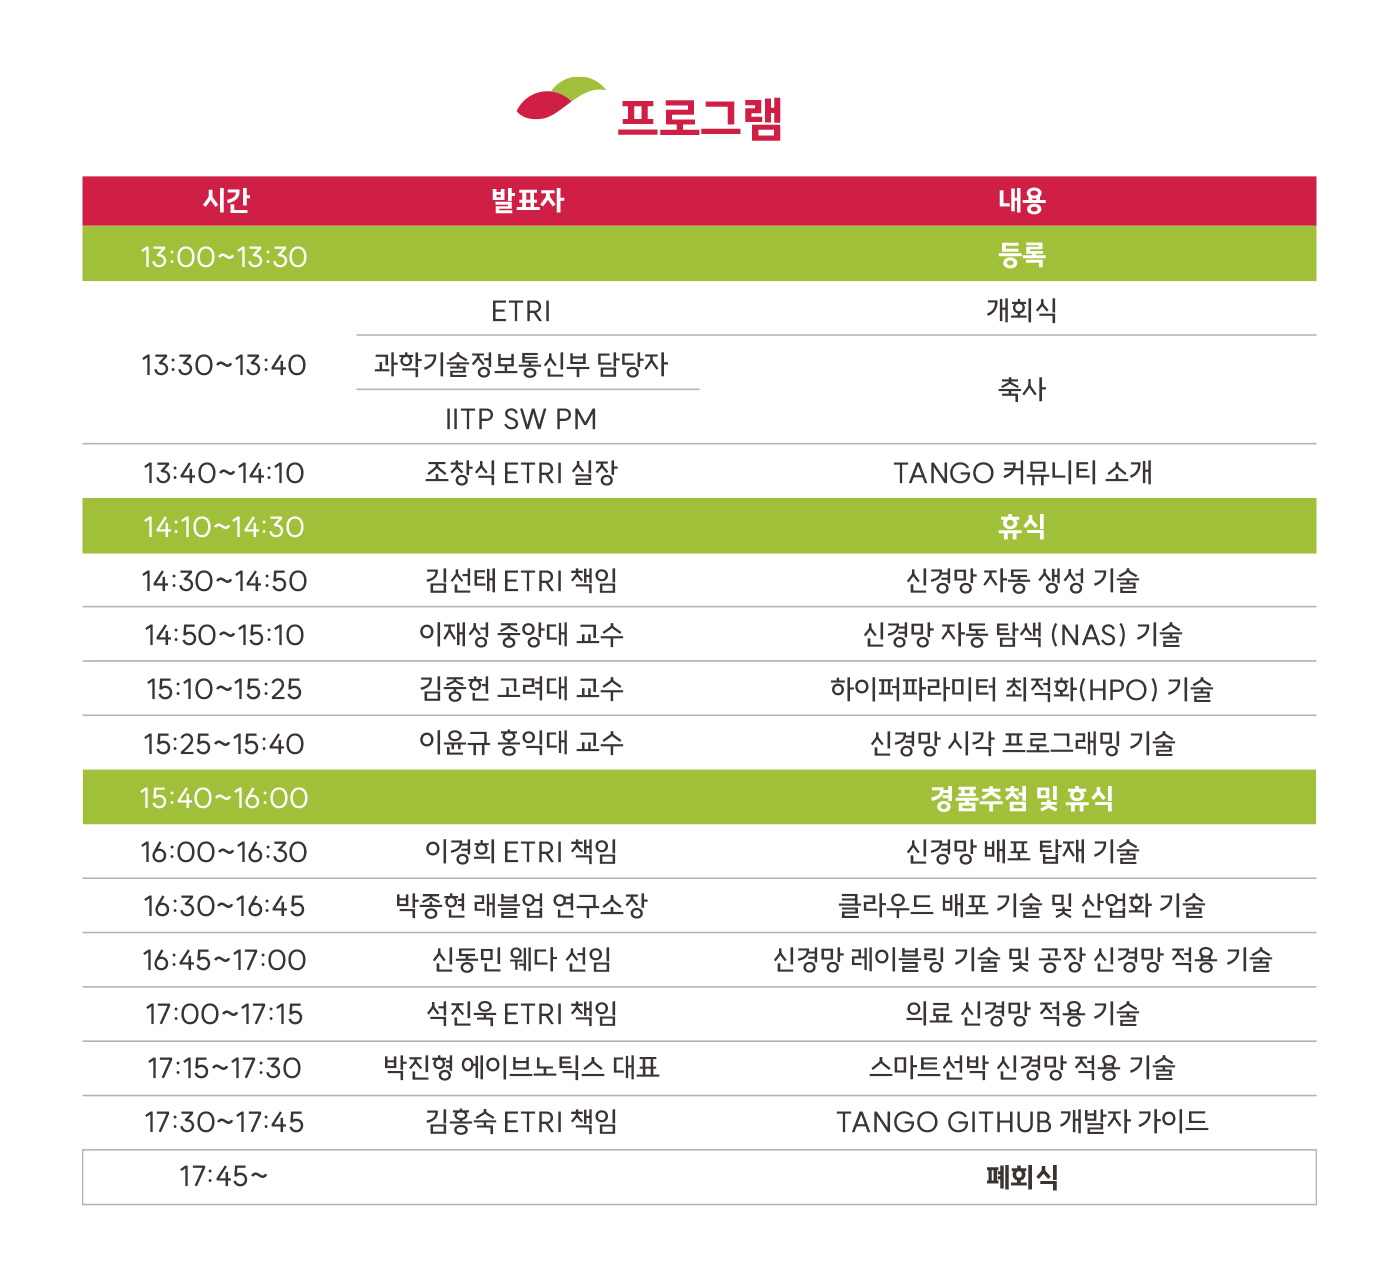 프로그램
시간 발표자 내용
13:00~13:30 등록
ETRI 개회식
13:30~13:40 과학기술정보통신부 담당자
축사
IITP SW PM
13:40~14:10 조창식 ETRI 실장 TANGO 커뮤니티 소개
14:10~14:30 휴식
14:30~14:50 김선태 ETRI 책임 신경망 자동 생성 기술
14:50~15:10 이재성 중앙대 교수 신경망 자동 탐색 (NAS) 기술
15:10~15:25 김중헌 고려대 교수 하이퍼파라미터 최적화(HPO) 기술
15:25~15:40 이윤규 홍익대 교수 신경망 시각 프로그래밍 기술
15:40~16:00 경품추첨 및 휴식
16:00~16:30 이경희 ETRI 책임 신경망 배포 탑재 기술
16:30~16:45 박종현 래블업 연구소장 클라우드 배포 기술 및 산업화 기술
16:45~17:00 신동민 웨다 선임 신경망 레이블링 기술 및 공장 신경망 적용 기술
17:00~17:15 석진욱 ETRI 책임 의료 신경망 적용 기술
17:15~17:30 박진형 에이브노틱스 대표 스마트선박 신경망 적용 기술
17:30~17:45 김홍숙 ETRI 책임 TANGO GITHUB 개발자 가이드
17:45~ 폐회식